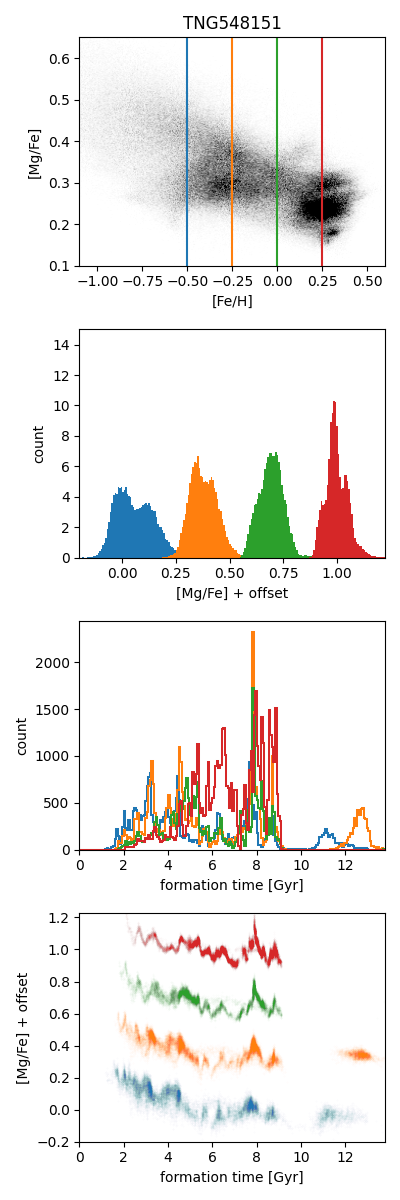 TNG548151
0.6
0.5
0.4
0.3
0.2
0.1
[Mg/Fe]
−1.00 −0.75 −0.50 −0.25 0.00 0.25 0.50
[Fe/H]
14
12
10
8
6
4
2
0
count
0.00 0.25 0.50 0.75 1.00
[Mg/Fe] + offset
2000
1500
1000
500
0
count
0 2 4 6 8 10 12
formation time [Gyr]
1.2
1.0
0.8
0.6
0.4
0.2
0.0
−0.2
[Mg/Fe] + offset
0 2 4 6 8 10 12
formation time [Gyr]